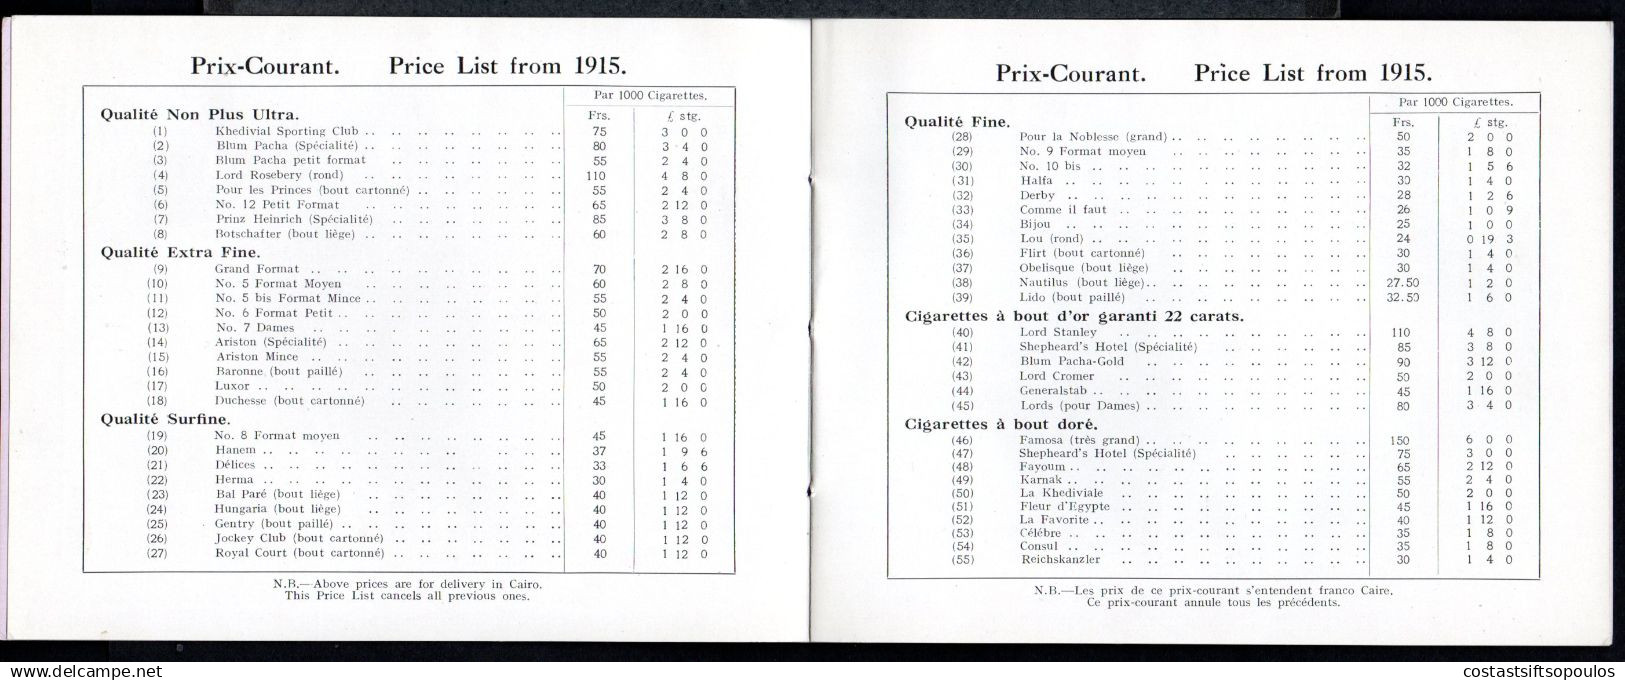 Prix-Courant. Price List from 1915.
Par 1000 Cigarettes.
Qualité Non Plus Ultra. Frs. £ stg.
(1) Khedivial Sporting Club .. .. .. .. .. .. .. .. 75 3 0 0
(2) Blum Pacha (Spécialité) .. .. .. .. .. .. .. .. 80 3 4 0
(3) Blum Pacha petit format .. .. .. .. .. .. .. 55 2 4 0
(4) Lord Rosebery (rond) .. .. .. .. .. .. .. .. 110 4 8 0
(5) Pour les Princes (bout cartonné) .. .. .. .. .. .. 55 2 4 0
(6) No. 12 Petit Format .. .. .. .. .. .. .. .. 65 2 12 0
(7) Prinz Heinrich (Spécialité) .. .. .. .. .. .. .. 85 3 8 0
(8) Botschafter (bout liège) .. .. .. .. .. .. .. .. 60 2 8 0
Qualité Extra Fine.
(9) Grand Format .. .. .. .. .. .. .. .. .. .. 70 2 16 0
(10) No. 5 Format Moyen .. .. .. .. .. .. .. 60 2 8 0
(11) No. 5 bis Format Mince .. .. .. .. .. .. .. .. 55 2 4 0
(12) No. 6 Format Petit .. .. .. .. .. .. .. .. .. 50 2 0 0
(13) No. 7 Dames .. .. .. .. .. .. .. .. .. .. 45 1 16 0
(14) Ariston (Spécialité) .. .. .. .. .. .. .. .. .. 65 2 12 0
(15) Ariston Mince .. .. .. .. .. .. .. .. .. .. 55 2 4 0
(16) Baronne (bout paillé) .. .. .. .. .. .. .. .. 55 2 4 0
(17) Luxor .. .. .. .. .. .. .. .. .. .. .. .. 50 2 0 0
(18) Duchesse (bout cartonné) .. .. .. .. .. .. .. .. 45 1 16 0
Qualité Surfine.
(19) No. 8 Format moyen .. .. .. .. .. .. .. .. 45 1 16 0
(20) Hanem .. .. .. .. .. .. .. .. .. .. .. 37 1 9 6
(21) Délices .. .. .. .. .. .. .. .. .. .. .. .. 33 1 6 6
(22) Herma .. .. .. .. .. .. .. .. .. .. .. .. 30 1 4 0
(23) Bal Paré (bout liège) .. .. .. .. .. .. .. .. 40 1 12 0
(24) Hungaria (bout liège) .. .. .. .. .. .. .. .. 40 1 12 0
(25) Gentry (bout paillé) .. .. .. .. .. .. .. .. .. 40 1 12 0
(26) Jockey Club (bout cartonné) .. .. .. .. .. .. .. 40 1 12 0
(27) Royal Court (bout cartonné) .. .. .. .. .. .. .. 40 1 12 0
N.B.—Above prices are for delivery in Cairo.
This Price List cancels all previous ones.
Prix-Courant. Price List from 1915.
Par 1000 Cigarettes.
Qualité Fine. Frs. £ stg.
(28) Pour la Noblesse (grand) .. .. .. .. .. .. .. .. 50 2 0 0
(29) No. 9 Format moyen .. .. .. .. .. .. .. .. 35 1 8 0
(30) No. 10 bis .. .. .. .. .. .. .. .. .. .. .. 32 1 5 6
(31) Halfa .. .. .. .. .. .. .. .. .. .. .. .. 30 1 4 0
(32) Derby .. .. .. .. .. .. .. .. .. .. .. .. 28 1 2 6
(33) Comme il faut .. .. .. .. .. .. .. .. .. .. 26 1 0 9
(34) Bijou .. .. .. .. .. .. .. .. .. .. .. .. 25 1 0 0
(35) Lou (rond) .. .. .. .. .. .. .. .. .. .. .. 24 0 19 3
(36) Flirt (bout cartonné) .. .. .. .. .. .. .. .. 30 1 4 0
(37) Obelisque (bout liège) .. .. .. .. .. .. .. .. 30 1 4 0
(38) Nautilus (bout liège) .. .. .. .. .. .. .. .. .. 27.50 1 2 0
(39) Lido (bout paillé) .. .. .. .. .. .. .. .. .. 32.50 1 6 0
Cigarettes à bout d'or garanti 22 carats.
(40) Lord Stanley .. .. .. .. .. .. .. .. .. .. 110 4 8 0
(41) Shepheard's Hotel (Spécialité) .. .. .. .. .. .. 85 3 8 0
(42) Blum Pacha-Gold .. .. .. .. .. .. .. .. .. 90 3 12 0
(43) Lord Cromer .. .. .. .. .. .. .. .. .. .. 50 2 0 0
(44) Generalstab .. .. .. .. .. .. .. .. .. .. .. 45 1 16 0
(45) Lords (pour Dames) .. .. .. .. .. .. .. .. .. 80 3 4 0
Cigarettes à bout doré.
(46) Famosa (très grand) .. .. .. .. .. .. .. .. .. 150 6 0 0
(47) Shepheard's Hotel (Spécialité) .. .. .. .. .. .. 75 3 0 0
(48) Fayoum .. .. .. .. .. .. .. .. .. .. .. .. 65 2 12 0
(49) Karnak .. .. .. .. .. .. .. .. .. .. .. .. 55 2 4 0
(50) La Khediviale .. .. .. .. .. .. .. .. .. .. 50 2 0 0
(51) Fleur d'Egypte .. .. .. .. .. .. .. .. .. .. 45 1 16 0
(52) La Favorite .. .. .. .. .. .. .. .. .. .. .. 40 1 12 0
(53) Célèbre .. .. .. .. .. .. .. .. .. .. .. .. 35 1 8 0
(54) Consul .. .. .. .. .. .. .. .. .. .. .. .. 35 1 8 0
(55) Reichskanzler .. .. .. .. .. .. .. .. .. .. 30 1 4 0
N.B.—Les prix de ce prix-courant s'entendent franco Caire.
Ce prix-courant annule tous les précédents.
www.delcampe.net costastsiftsopoulos